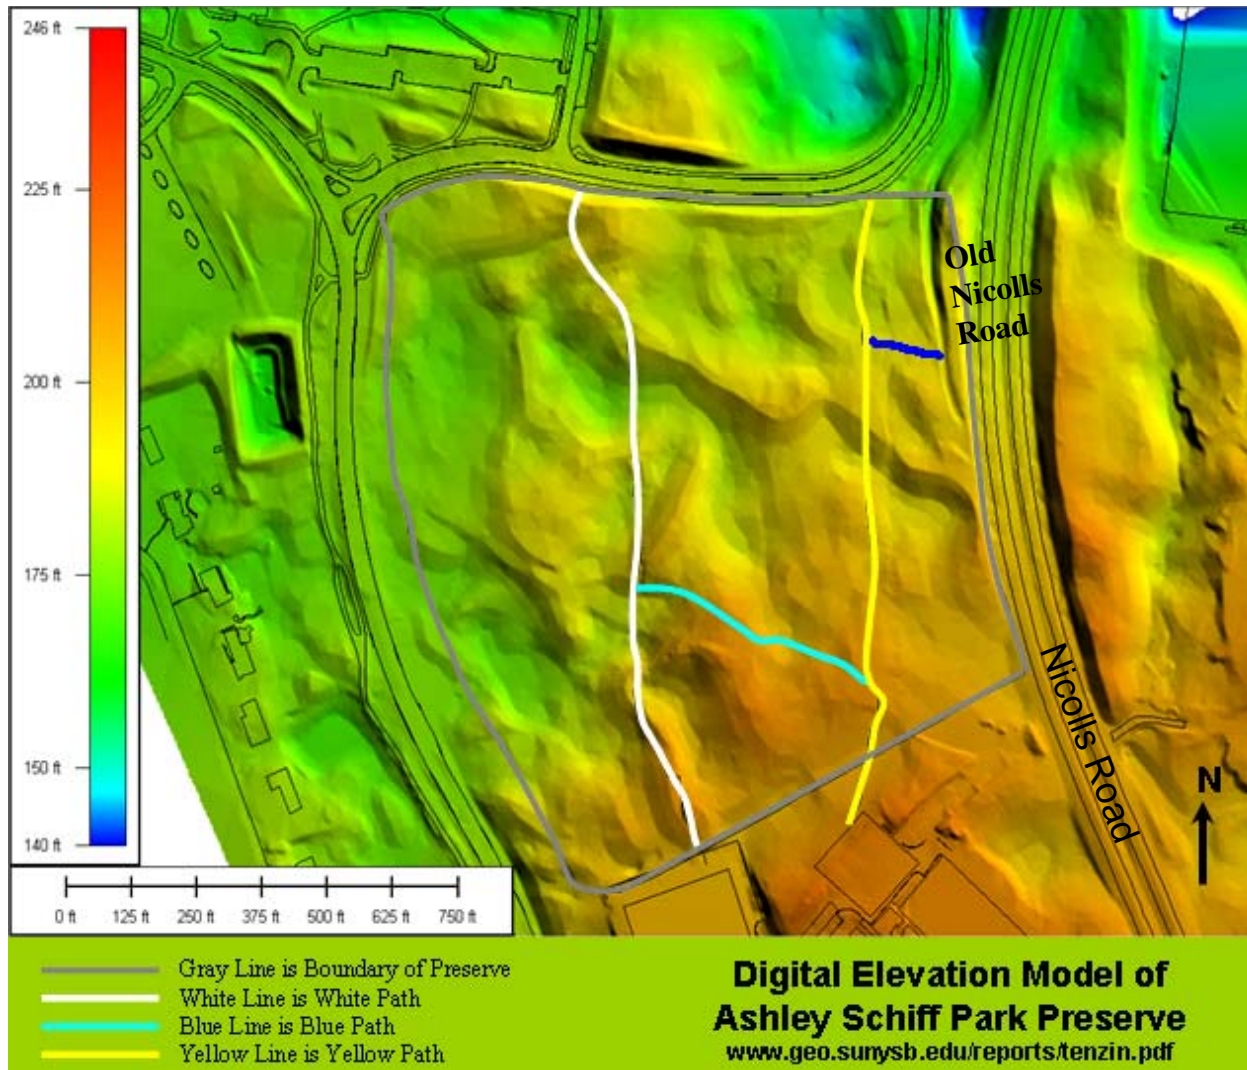 246 ft
225 ft
200 ft
175 ft
150 ft
140 ft
Old
Nicolls
Road
Nicolls Road
N
0 ft 125 ft 250 ft 375 ft 500 ft 625 ft 750 ft
Gray Line is Boundary of Preserve
White Line is White Path
Blue Line is Blue Path
Yellow Line is Yellow Path
Digital Elevation Model of
Ashley Schiff Park Preserve
www.geo.sunysb.edu/reports/tenzin.pdf